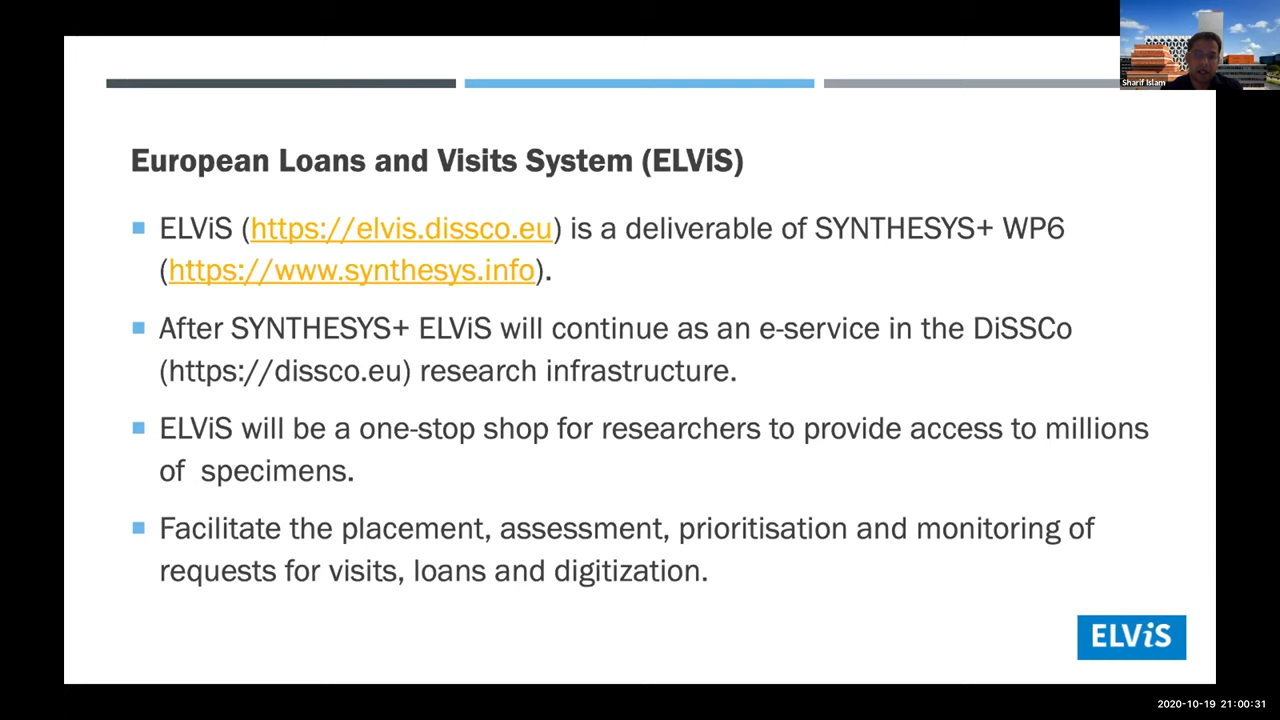 Sharif Islam
European Loans and Visits System (ELViS)
ELViS (https://elvis.dissco.eu) is a deliverable of SYNTHESYS+ WP6
(https://www.synthesys.info).
After SYNTHESYS+ ELViS will continue as an e-service in the DiSSCo
(https://dissco.eu) research infrastructure.
ELViS will be a one-stop shop for researchers to provide access to millions
of  specimens.
Facilitate the placement, assessment, prioritisation and monitoring of
requests for visits, loans and digitization.
ELViS
2020-10-19 21:00:31